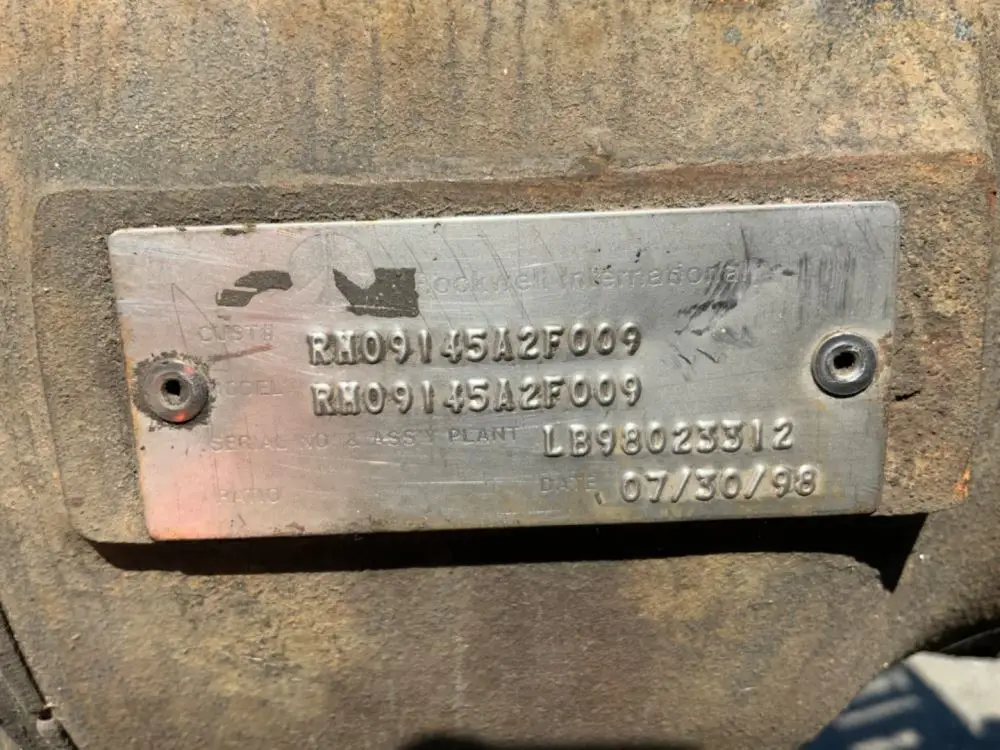 Rockwell International
CUST# RM09145A2F009
MODEL RM09145A2F009
SERIAL NO. & ASS'Y PLANT LB98023312
RATIO DATE 07/30/98